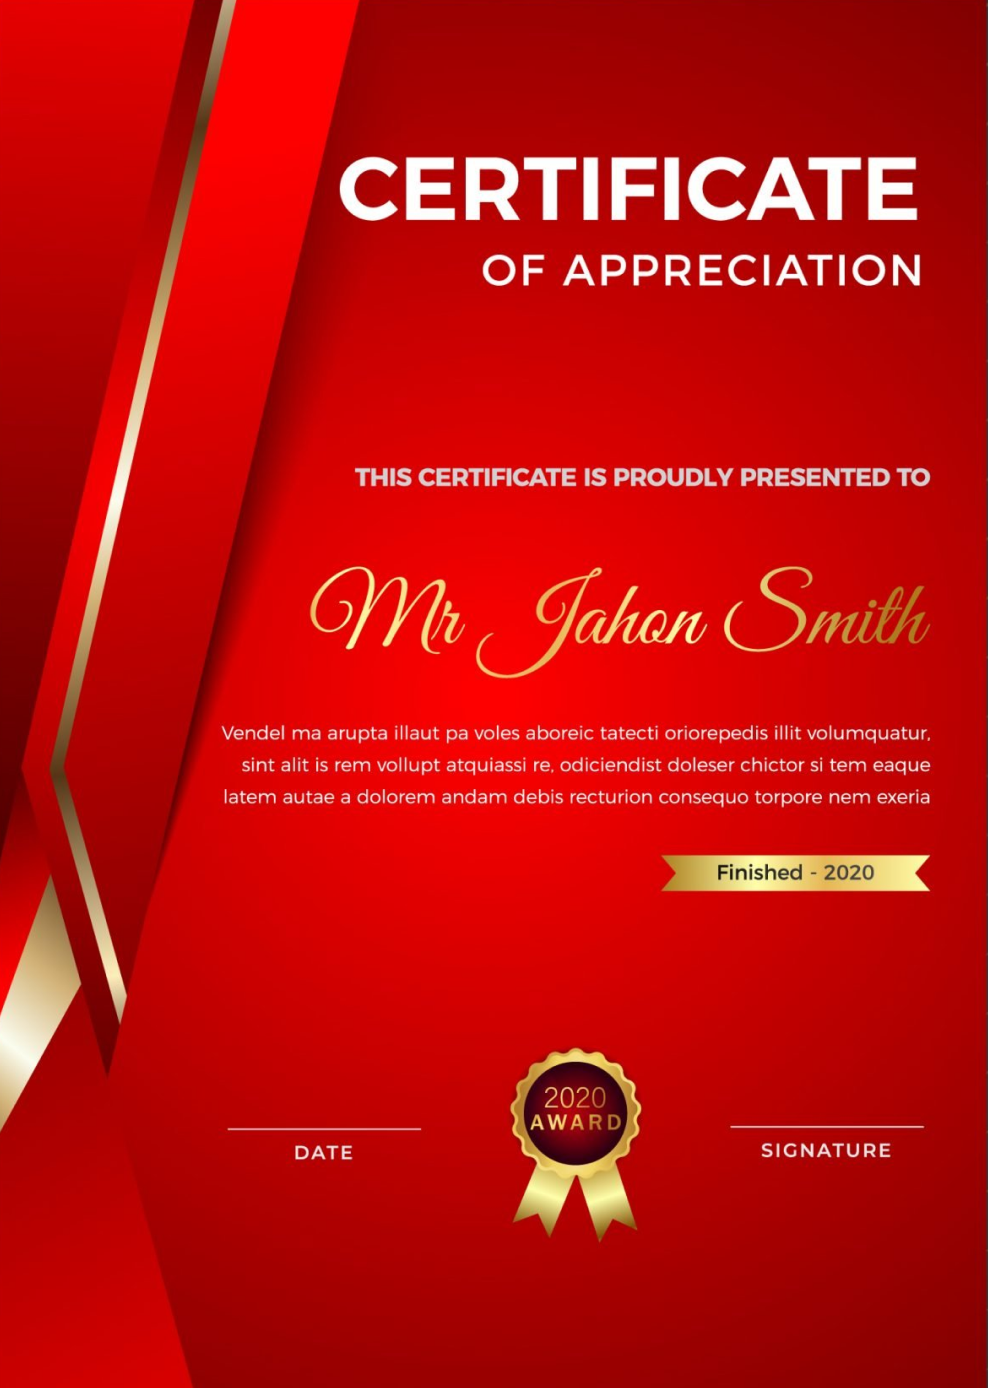 CERTIFICATE
OF APPRECIATION
THIS CERTIFICATE IS PROUDLY PRESENTED TO
Mr Jahon Smith
Vendel ma arupta illaut pa voles aboreic tatecti oriorepedis illit volumquatur,
sint alit is rem vollupt atquiassi re, odiciendist doleser chictor si tem eaque
latem autae a dolorem andam debis recturion consequo torpore nem exeria
Finished - 2020
2020
AWARD
DATE
SIGNATURE